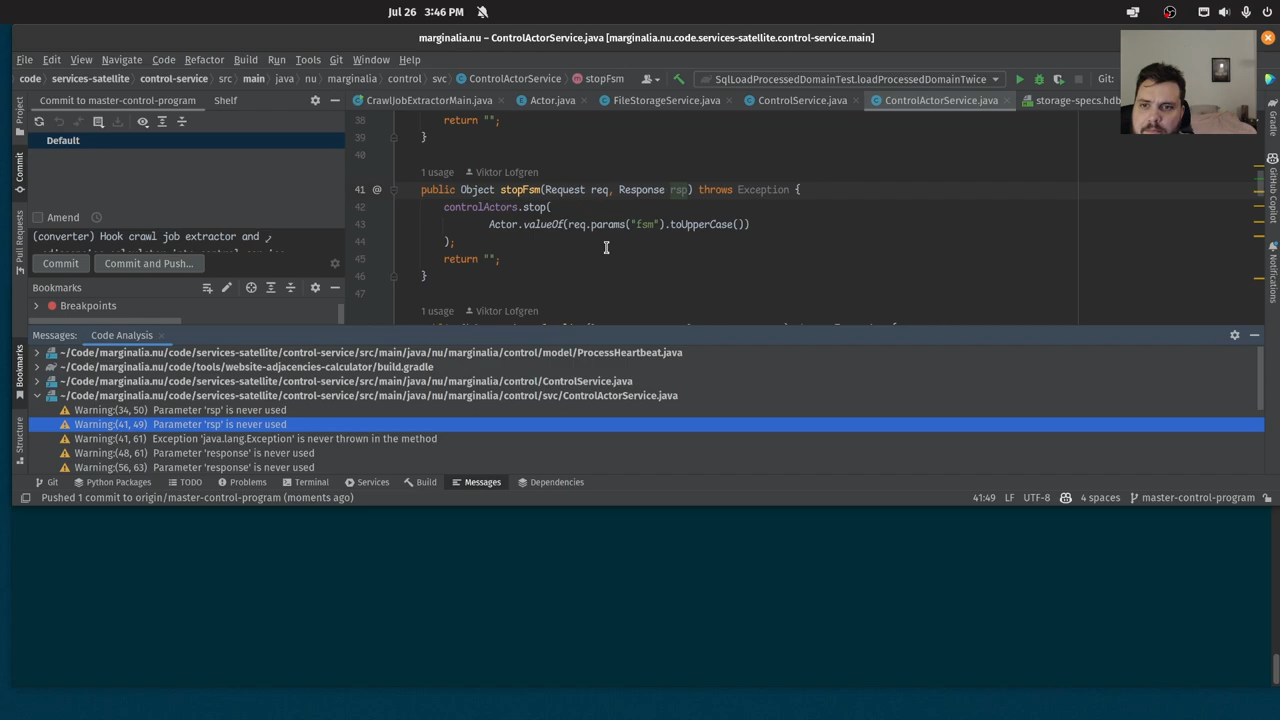 Jul 26 3:46 PM
marginalia.nu – ControlActorService.java [marginalia.nu.code.services-satellite.control-service.main]
File Edit View Navigate Code Refactor Build Run Tools Git Window Help
code services-satellite control-service src main java nu marginalia control svc ControlActorService stopFsm SqlLoadProcessedDomainTest.loadProcessedDomainTwice Git:
Commit to master-control-program Shelf
CrawlJobExtractorMain.java Actor.java FileStorageService.java ControlService.java ControlActorService.java storage-specs.hdb
Project
Commit
Pull Requests
Bookmarks
Structure
Gradle
GitHub Copilot
Notifications
Default
Amend
(converter) Hook crawl job extractor and
Commit Commit and Push...
Bookmarks
Breakpoints
38 return "";
39 }
40
1 usage Viktor Lofgren
41 @ public Object stopFsm(Request req, Response rsp) throws Exception {
42 controlActors.stop(
43 Actor.valueOf(req.params("fsm").toUpperCase())
44 );
45 return "";
46 }
47
1 usage Viktor Lofgren
Messages: Code Analysis
~/Code/marginalia.nu/code/services-satellite/control-service/src/main/java/nu/marginalia/control/model/ProcessHeartbeat.java
~/Code/marginalia.nu/code/tools/website-adjacencies-calculator/build.gradle
~/Code/marginalia.nu/code/services-satellite/control-service/src/main/java/nu/marginalia/control/ControlService.java
~/Code/marginalia.nu/code/services-satellite/control-service/src/main/java/nu/marginalia/control/svc/ControlActorService.java
Warning:(34, 50) Parameter 'rsp' is never used
Warning:(41, 49) Parameter 'rsp' is never used
Warning:(41, 61) Exception 'java.lang.Exception' is never thrown in the method
Warning:(48, 61) Parameter 'response' is never used
Warning:(56, 63) Parameter 'response' is never used
Git Python Packages TODO Problems Terminal Services Build Messages Dependencies
Pushed 1 commit to origin/master-control-program (moments ago) 41:49 LF UTF-8 4 spaces master-control-program